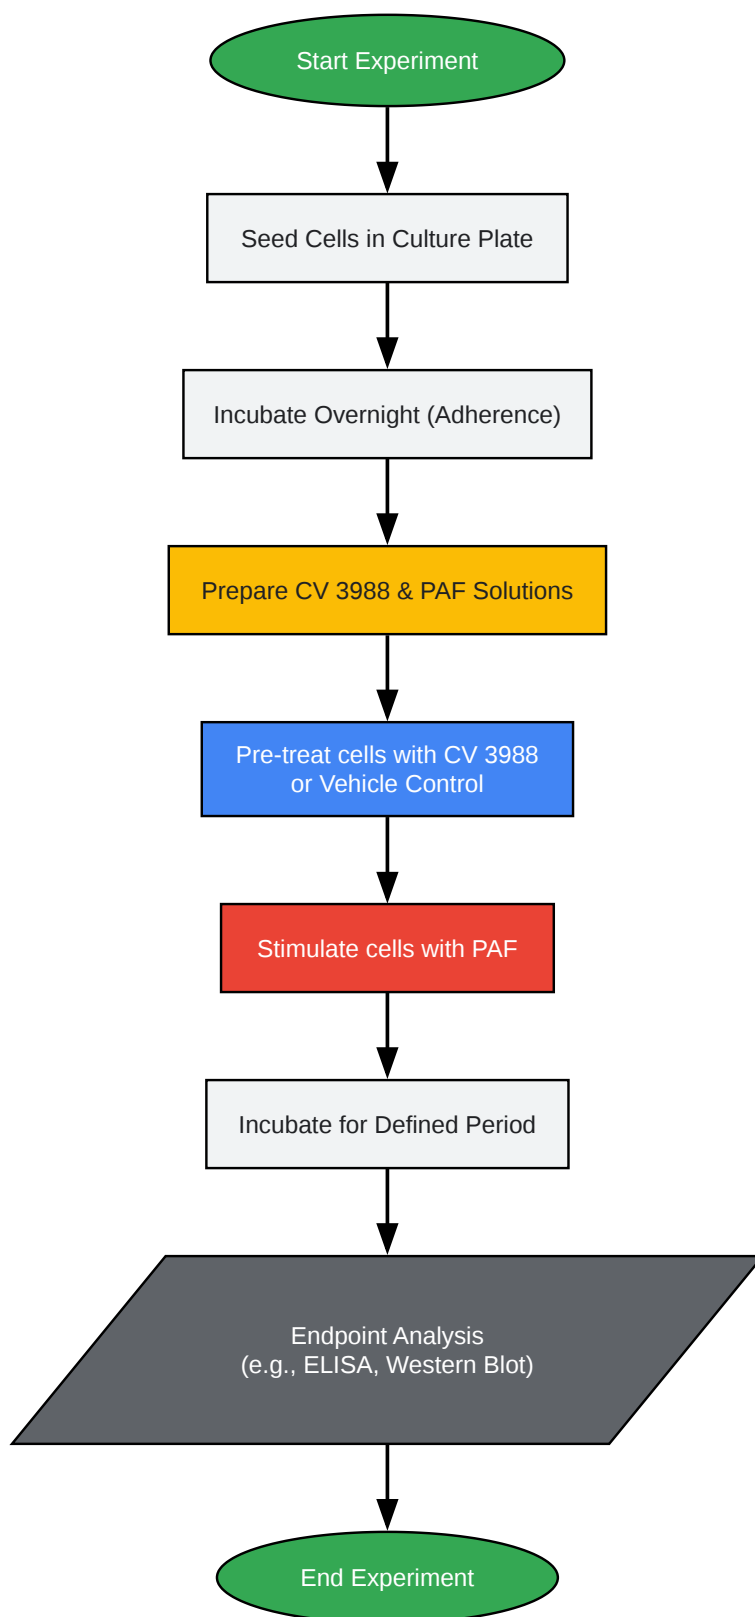 Start Experiment
Seed Cells in Culture Plate
Incubate Overnight (Adherence)
Prepare CV 3988 & PAF Solutions
Pre-treat cells with CV 3988
or Vehicle Control
Stimulate cells with PAF
Incubate for Defined Period
Endpoint Analysis
(e.g., ELISA, Western Blot)
End Experiment